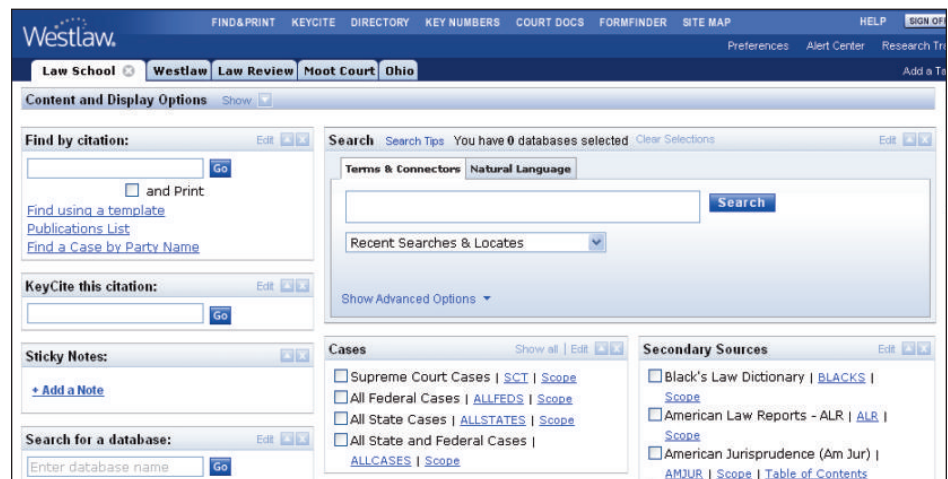 Westlaw.
FIND&PRINT KEYCITE DIRECTORY KEY NUMBERS COURT DOCS FORMFINDER SITE MAP HELP SIGN OF
Preferences Alert Center Research Tr
Law School Westlaw Law Review Moot Court Ohio Add a Ta
Content and Display Options Show
Find by citation: Edit
Go
and Print
Find using a template
Publications List
Find a Case by Party Name
KeyCite this citation: Edit
Go
Sticky Notes:
+ Add a Note
Search for a database: Edit
Enter database name Go
Search Search Tips You have 0 databases selected Clear Selections Edit
Terms & Connectors Natural Language
Search
Recent Searches & Locates
Show Advanced Options
Cases Show all | Edit
Supreme Court Cases | SCT | Scope
All Federal Cases | ALLFEDS | Scope
All State Cases | ALLSTATES | Scope
All State and Federal Cases |
ALLCASES | Scope
Secondary Sources Edit
Black's Law Dictionary | BLACKS |
Scope
American Law Reports - ALR | ALR |
Scope
American Jurisprudence (Am Jur) |
AMJUR | Scope | Table of Contents